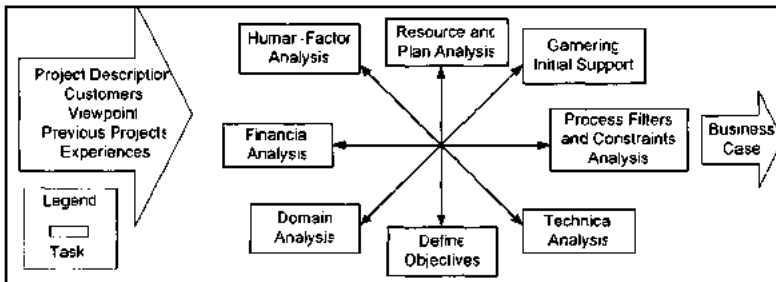 Project Description
Customers
Viewpoint
Previous Projects
Experiences
Legend
Task
Human-Factor
Analysis
Resource and
Plan Analysis
Garnering
Initial Support
Financial
Analysis
Process Filters
and Constraints
Analysis
Domain
Analysis
Define
Objectives
Technical
Analysis
Business
Case